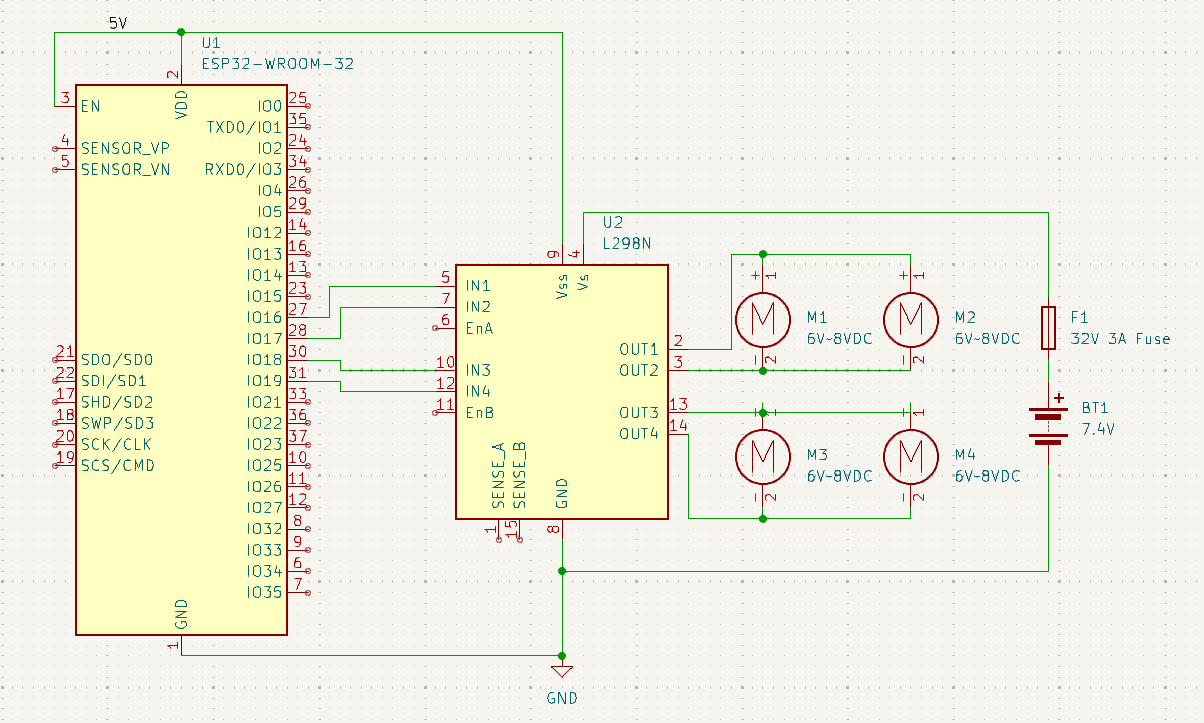 5V
U1
ESP32-WROOM-32
2
VDD
3 EN
4 SENSOR_VP
5 SENSOR_VN
21 SDO/SD0
22 SDI/SD1
17 SHD/SD2
18 SWP/SD3
20 SCK/CLK
19 SCS/CMD
IO0 25
TXD0/IO1 35
IO2 24
RXD0/IO3 34
IO4 26
IO5 29
IO12 14
IO13 16
IO14 13
IO15 23
IO16 27
IO17 28
IO18 30
IO19 31
IO21 33
IO22 36
IO23 37
IO25 10
IO26 11
IO27 12
IO32 8
IO33 9
IO34 6
IO35 7
GND
1
U2
L298N
9 4
Vss Vs
5 IN1
7 IN2
6 EnA
10 IN3
12 IN4
11 EnB
OUT1 2
OUT2 3
OUT3 13
OUT4 14
SENSE_A SENSE_B GND
1 15 8
GND
+ 1
M
M1
6V~8VDC
- 2
+ 1
M
M2
6V~8VDC
- 2
+
M
M3
6V~8VDC
- 2
1
M
M4
6V~8VDC
- 2
F1
32V 3A Fuse
+
BT1
7.4V